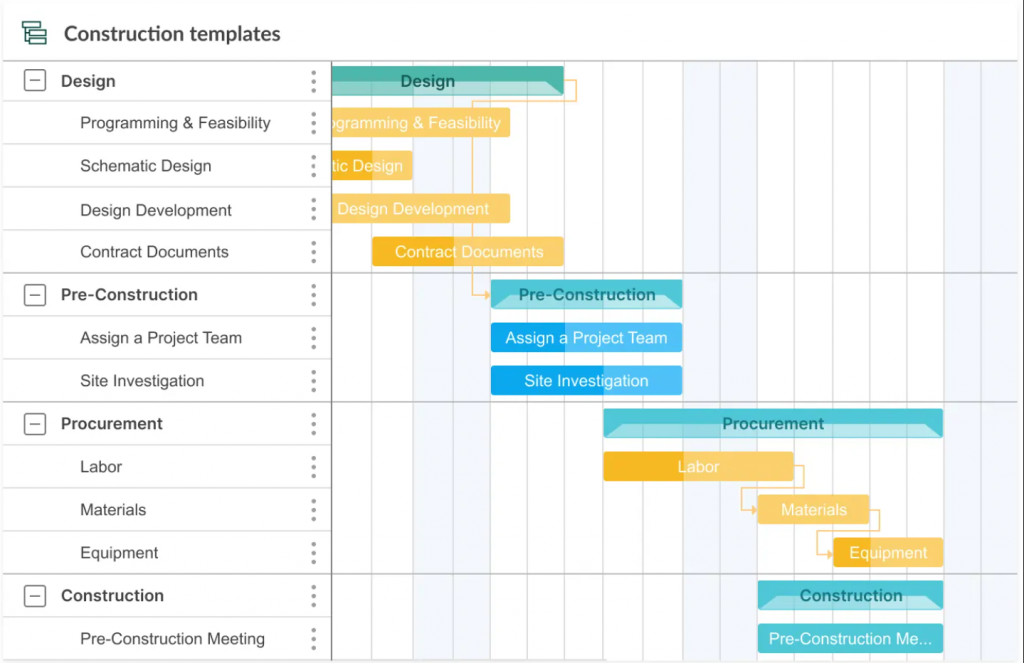 Construction templates
Design
Design
Programming & Feasibility
ogramming & Feasibility
Schematic Design
tic Design
Design Development
Design Development
Contract Documents
Contract Documents
Pre-Construction
Pre-Construction
Assign a Project Team
Assign a Project Team
Site Investigation
Site Investigation
Procurement
Procurement
Labor
Labor
Materials
Materials
Equipment
Equipment
Construction
Construction
Pre-Construction Meeting
Pre-Construction Me...